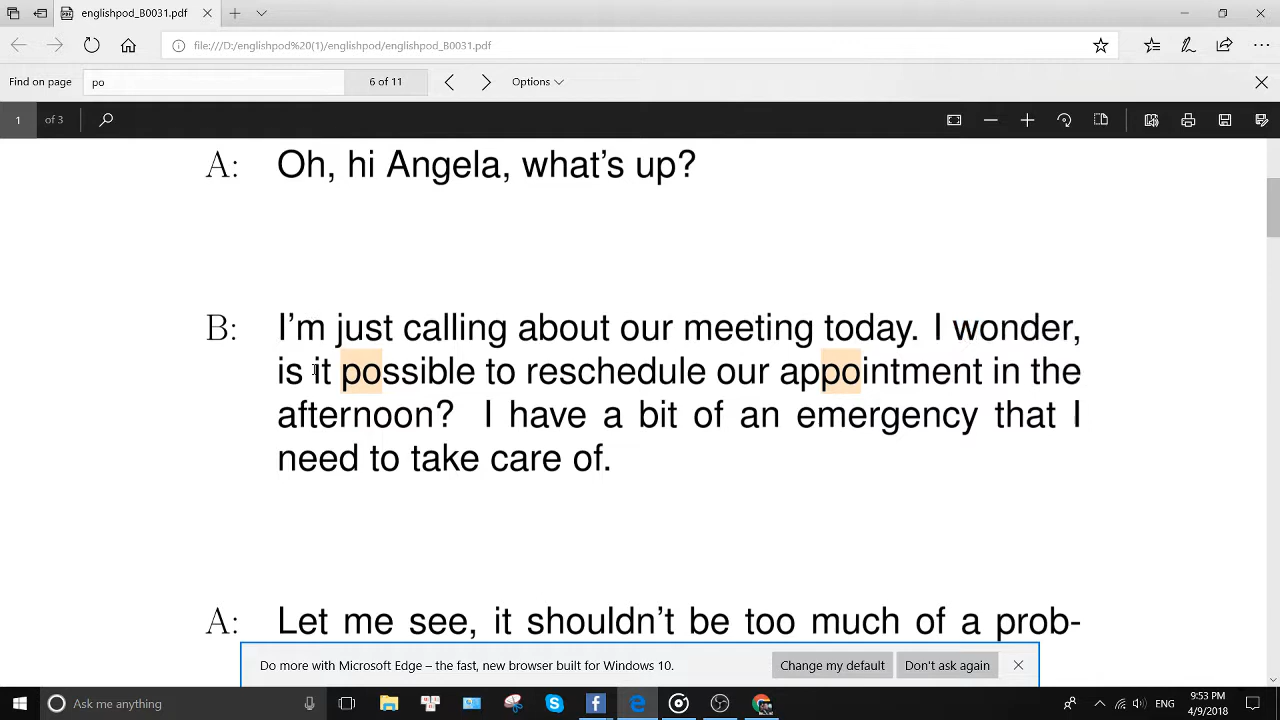 englishpod_B0031.pdf
file:///D:/englishpod%20(1)/englishpod/englishpod_B0031.pdf
Find on page
po
6 of 11
Options
1
of 3
A: Oh, hi Angela, what's up?
B: I'm just calling about our meeting today. I wonder,
is it possible to reschedule our appointment in the
afternoon? I have a bit of an emergency that I
need to take care of.
A: Let me see, it shouldn't be too much of a prob-
Do more with Microsoft Edge – the fast, new browser built for Windows 10.
Change my default
Don't ask again
Ask me anything
ENG
9:53 PM
4/9/2018